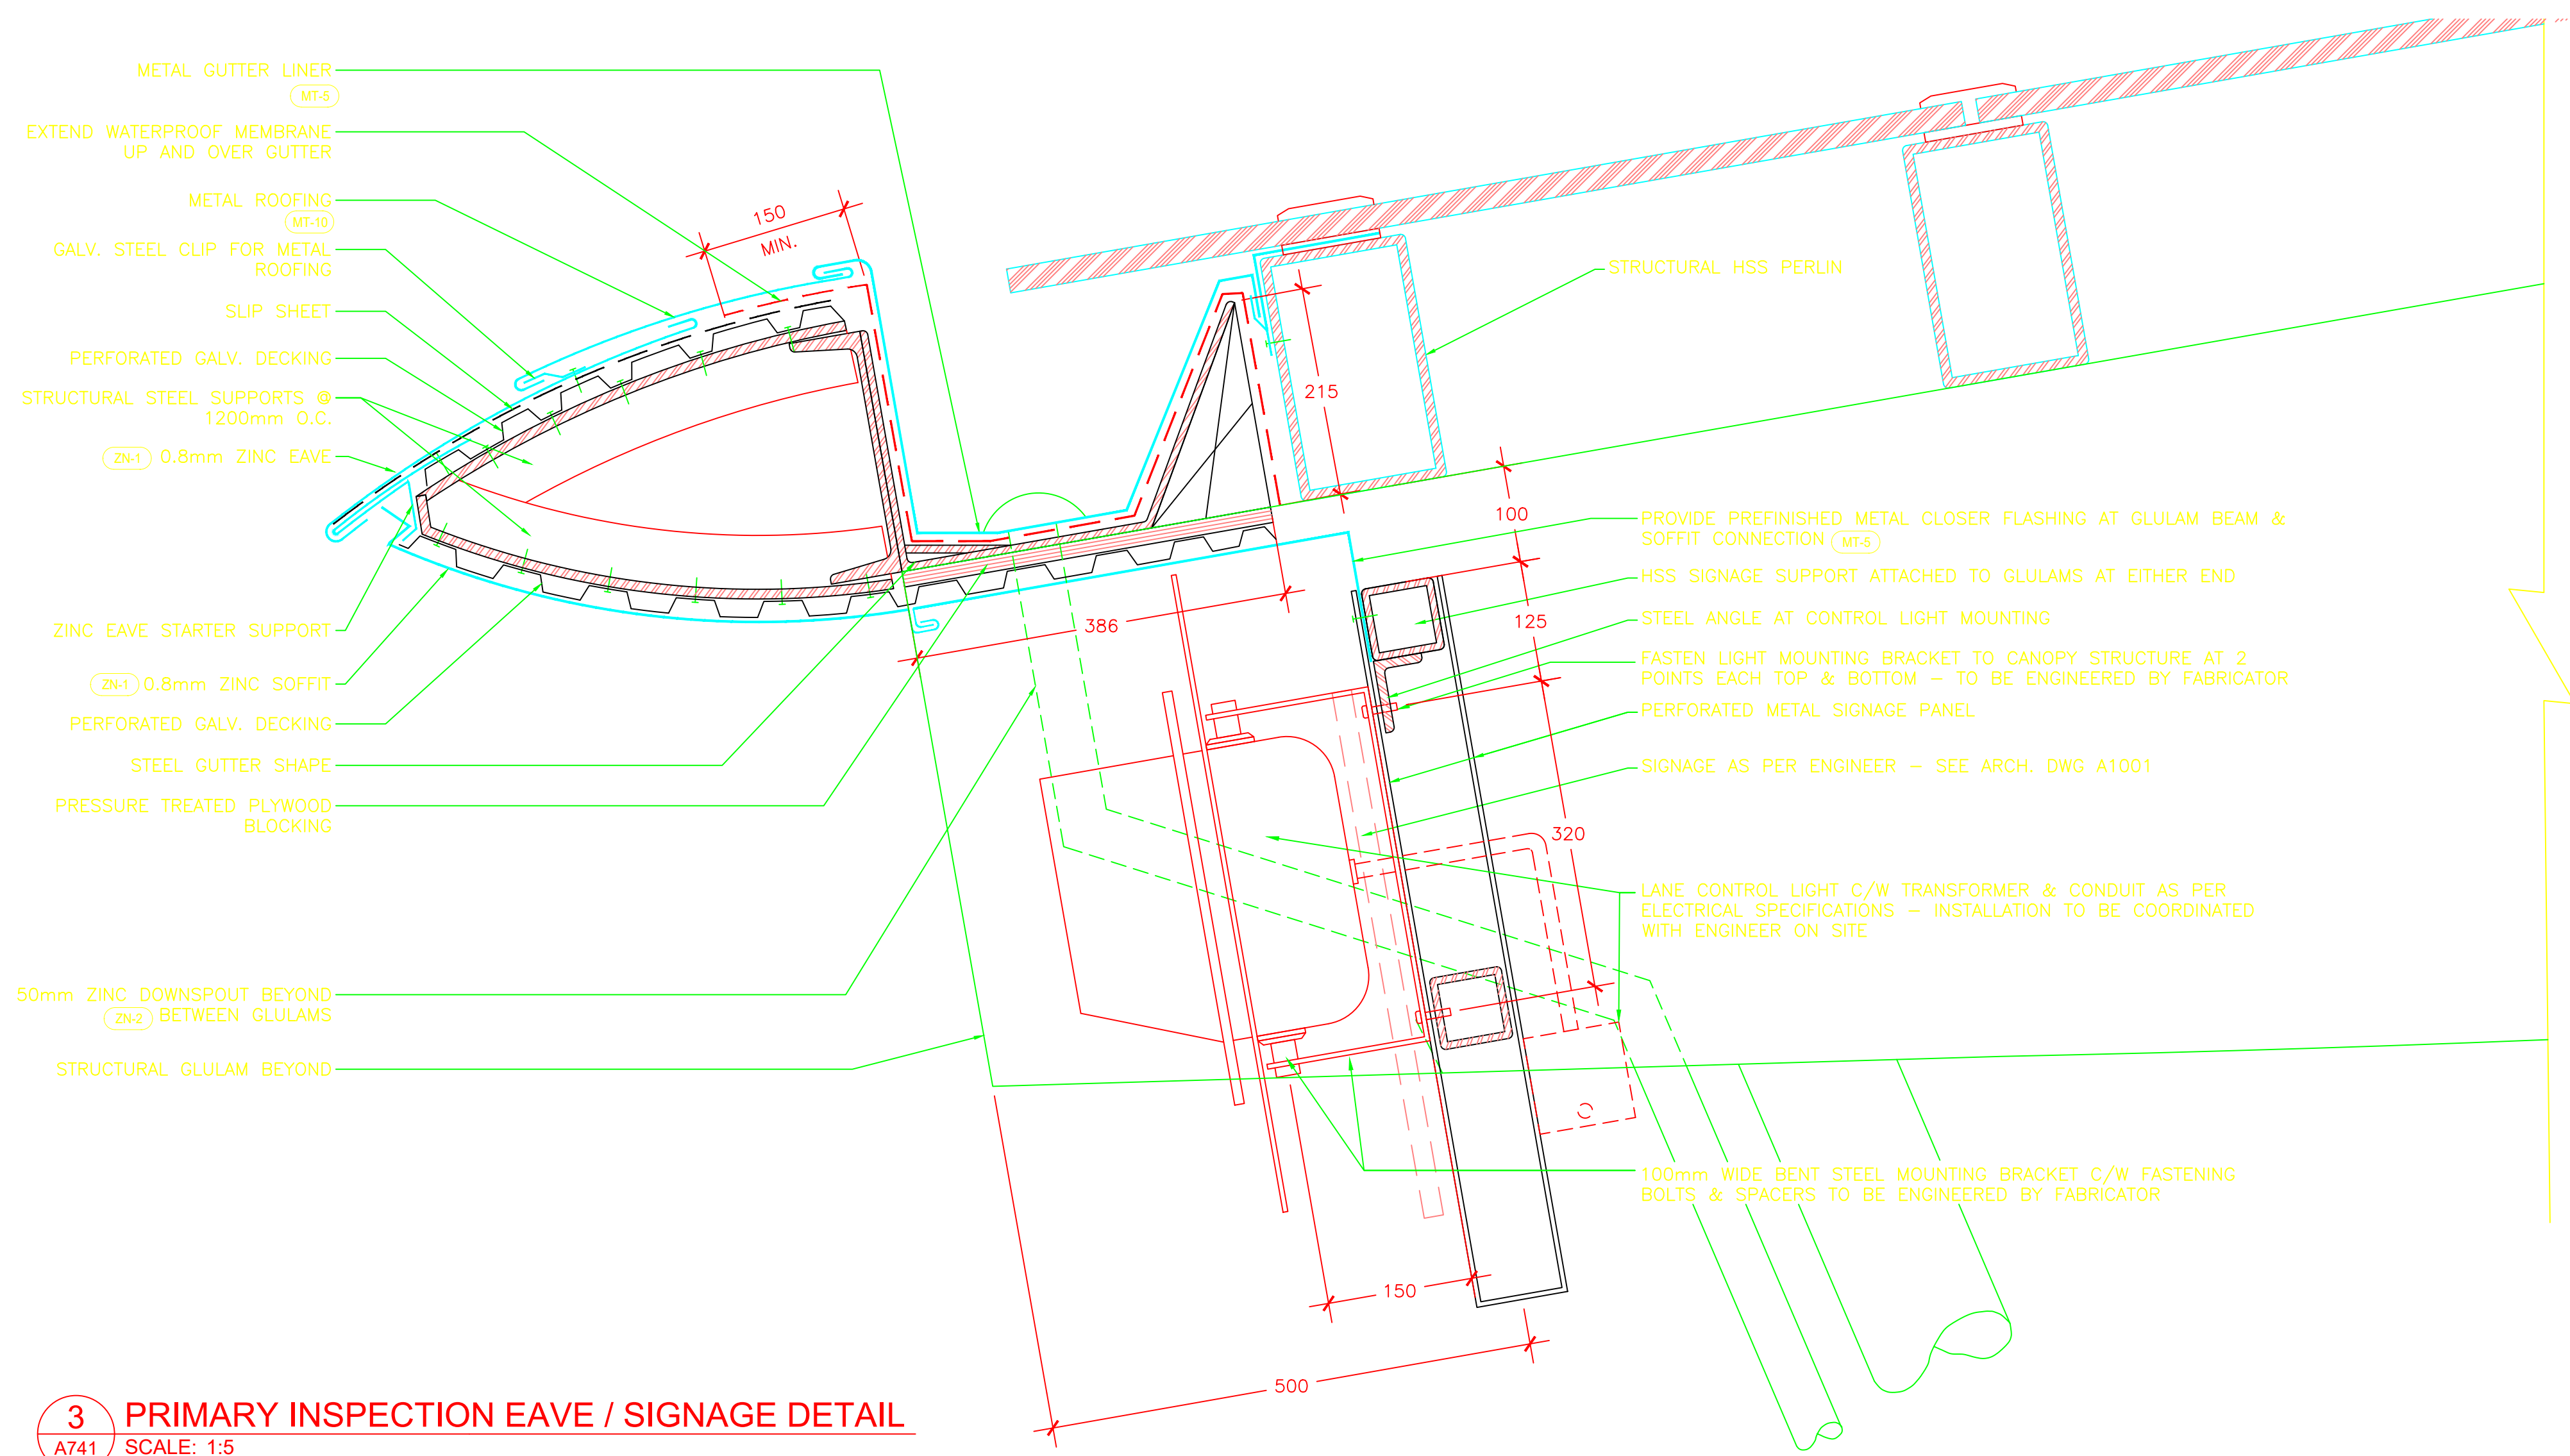 METAL GUTTER LINER
MT-5
EXTEND WATERPROOF MEMBRANE
UP AND OVER GUTTER
METAL ROOFING
MT-10
GALV. STEEL CLIP FOR METAL
ROOFING
SLIP SHEET
PERFORATED GALV. DECKING
STRUCTURAL STEEL SUPPORTS @
1200mm O.C.
ZN-1 0.8mm ZINC EAVE
ZINC EAVE STARTER SUPPORT
ZN-1 0.8mm ZINC SOFFIT
PERFORATED GALV. DECKING
STEEL GUTTER SHAPE
PRESSURE TREATED PLYWOOD
BLOCKING
50mm ZINC DOWNSPOUT BEYOND
ZN-2 BETWEEN GLULAMS
STRUCTURAL GLULAM BEYOND
150
MIN.
215
100
386
125
320
150
500
STRUCTURAL HSS PERLIN
PROVIDE PREFINISHED METAL CLOSER FLASHING AT GLULAM BEAM &
SOFFIT CONNECTION MT-5
HSS SIGNAGE SUPPORT ATTACHED TO GLULAMS AT EITHER END
STEEL ANGLE AT CONTROL LIGHT MOUNTING
FASTEN LIGHT MOUNTING BRACKET TO CANOPY STRUCTURE AT 2
POINTS EACH TOP & BOTTOM – TO BE ENGINEERED BY FABRICATOR
PERFORATED METAL SIGNAGE PANEL
SIGNAGE AS PER ENGINEER – SEE ARCH. DWG A1001
LANE CONTROL LIGHT C/W TRANSFORMER & CONDUIT AS PER
ELECTRICAL SPECIFICATIONS – INSTALLATION TO BE COORDINATED
WITH ENGINEER ON SITE
100mm WIDE BENT STEEL MOUNTING BRACKET C/W FASTENING
BOLTS & SPACERS TO BE ENGINEERED BY FABRICATOR
3
A741
PRIMARY INSPECTION EAVE / SIGNAGE DETAIL
SCALE: 1:5